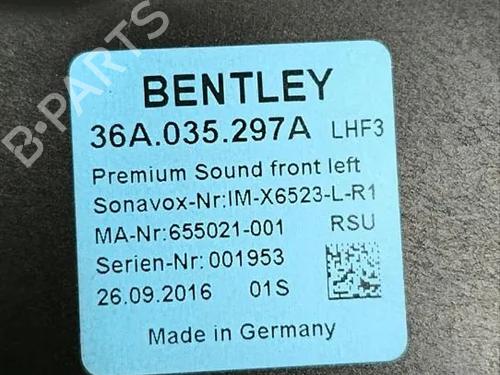 BENTLEY
36A.035.297A LHF3
Premium Sound front left
Sonavox-Nr:IM-X6523-L-R1
MA-Nr:655021-001 RSU
Serien-Nr: 001953
26.09.2016 01S
Made in Germany
B-PARTS